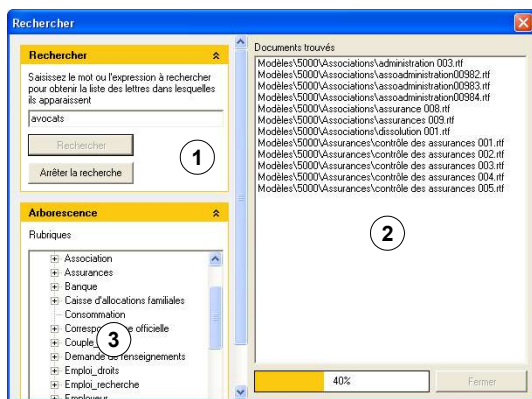 Rechercher
Rechercher
Saisissez le mot ou l'expression à rechercher
pour obtenir la liste des lettres dans lesquelles
ils apparaissent
avocats
Rechercher
1
Arrêter la recherche
Arborescence
Rubriques
Association
Assurances
Banque
Caisse d'allocations familiales
Consommation
officielle
3
Demande de renseignements
Emploi_droits
Emploi_recherche
Employeur
Documents trouvés
Modèles\5000\Associations\administration 003.rtf
Modèles\5000\Associations\assoadministration00982.rtf
Modèles\5000\Associations\assoadministration00983.rtf
Modèles\5000\Associations\assoadministration00984.rtf
Modèles\5000\Associations\assurance 008.rtf
Modèles\5000\Associations\assurances 009.rtf
Modèles\5000\Associations\dissolution 001.rtf
Modèles\5000\Assurances\contrôle des assurances 001.rtf
Modèles\5000\Assurances\contrôle des assurances 002.rtf
Modèles\5000\Assurances\contrôle des assurances 003.rtf
Modèles\5000\Assurances\contrôle des assurances 004.rtf
Modèles\5000\Assurances\contrôle des assurances 005.rtf
2
40%
Fermer